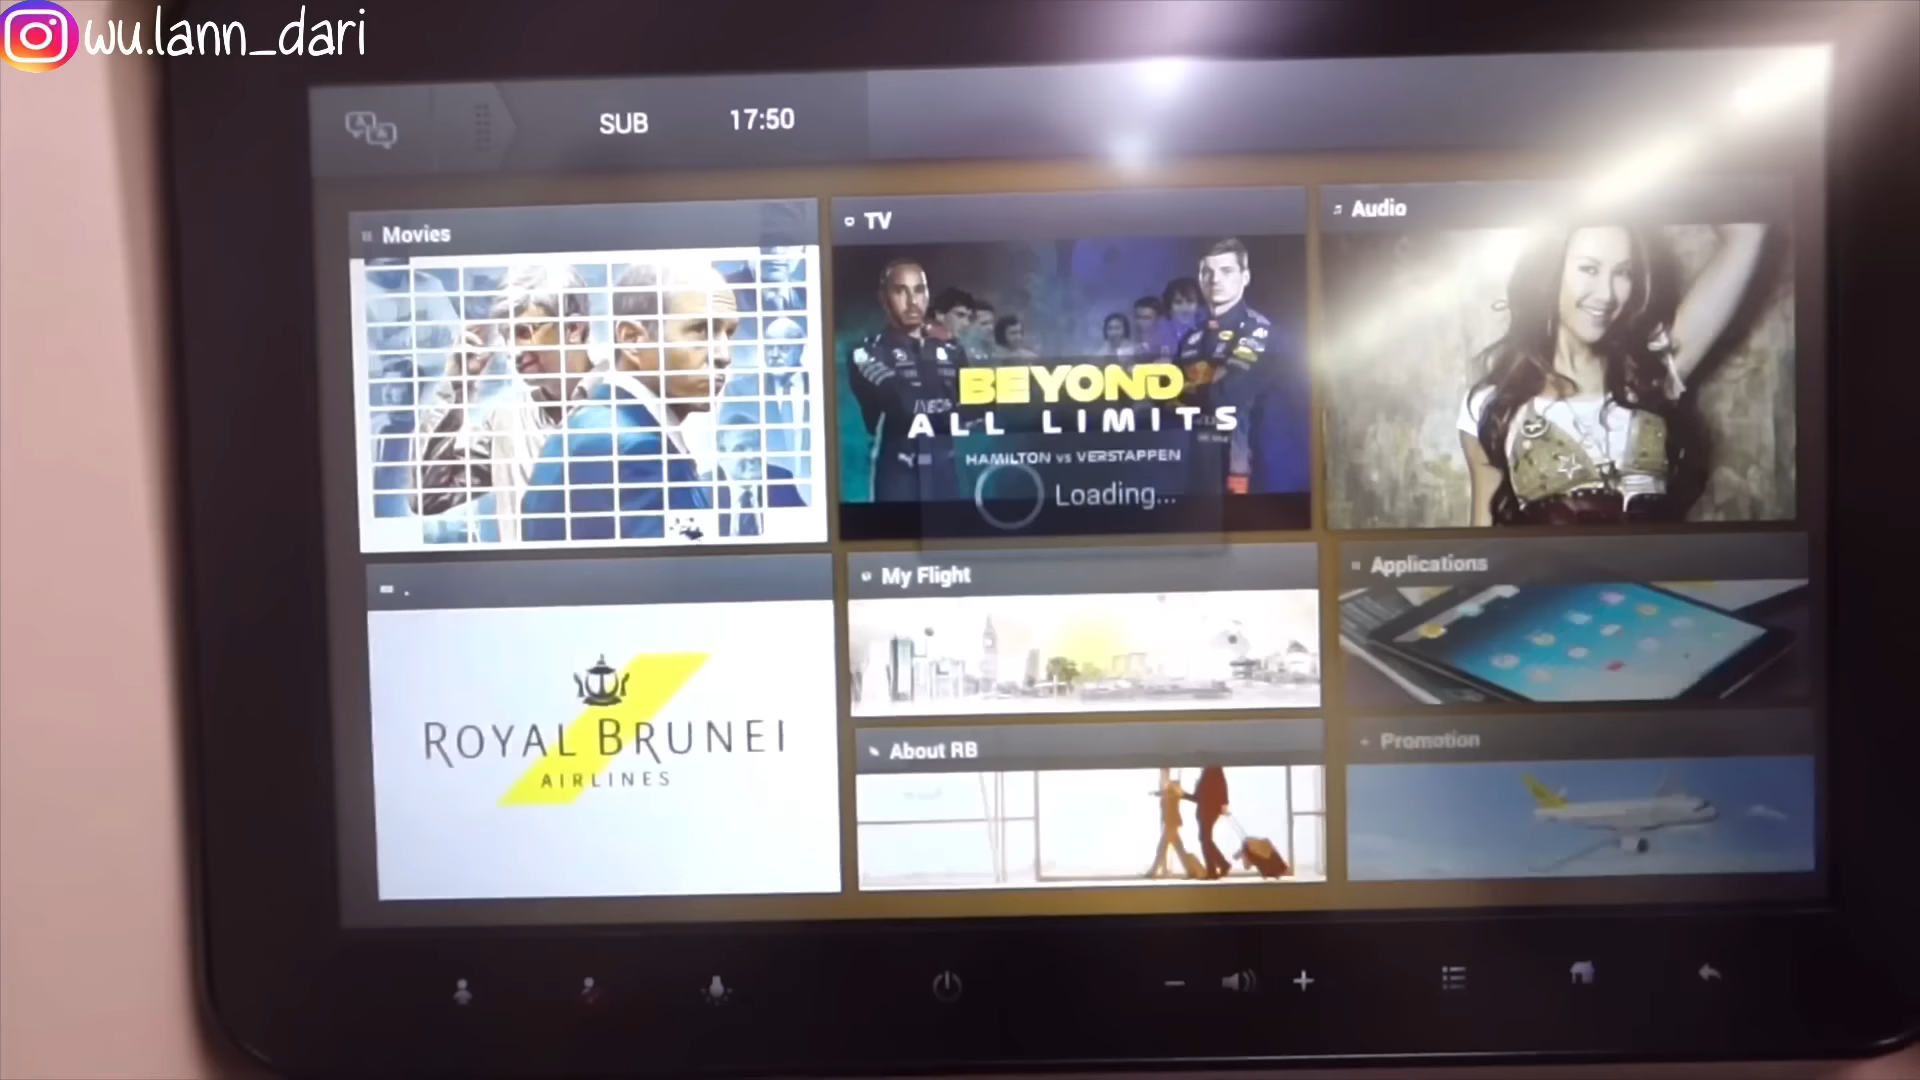 wu.lann_dari
SUB 17:50
Movies
TV
Audio
BEYOND
ALL LIMITS
HAMILTON VS VERSTAPPEN
Loading...
.
ROYAL BRUNEI
AIRLINES
My Flight
Applications
About RB
Promotion